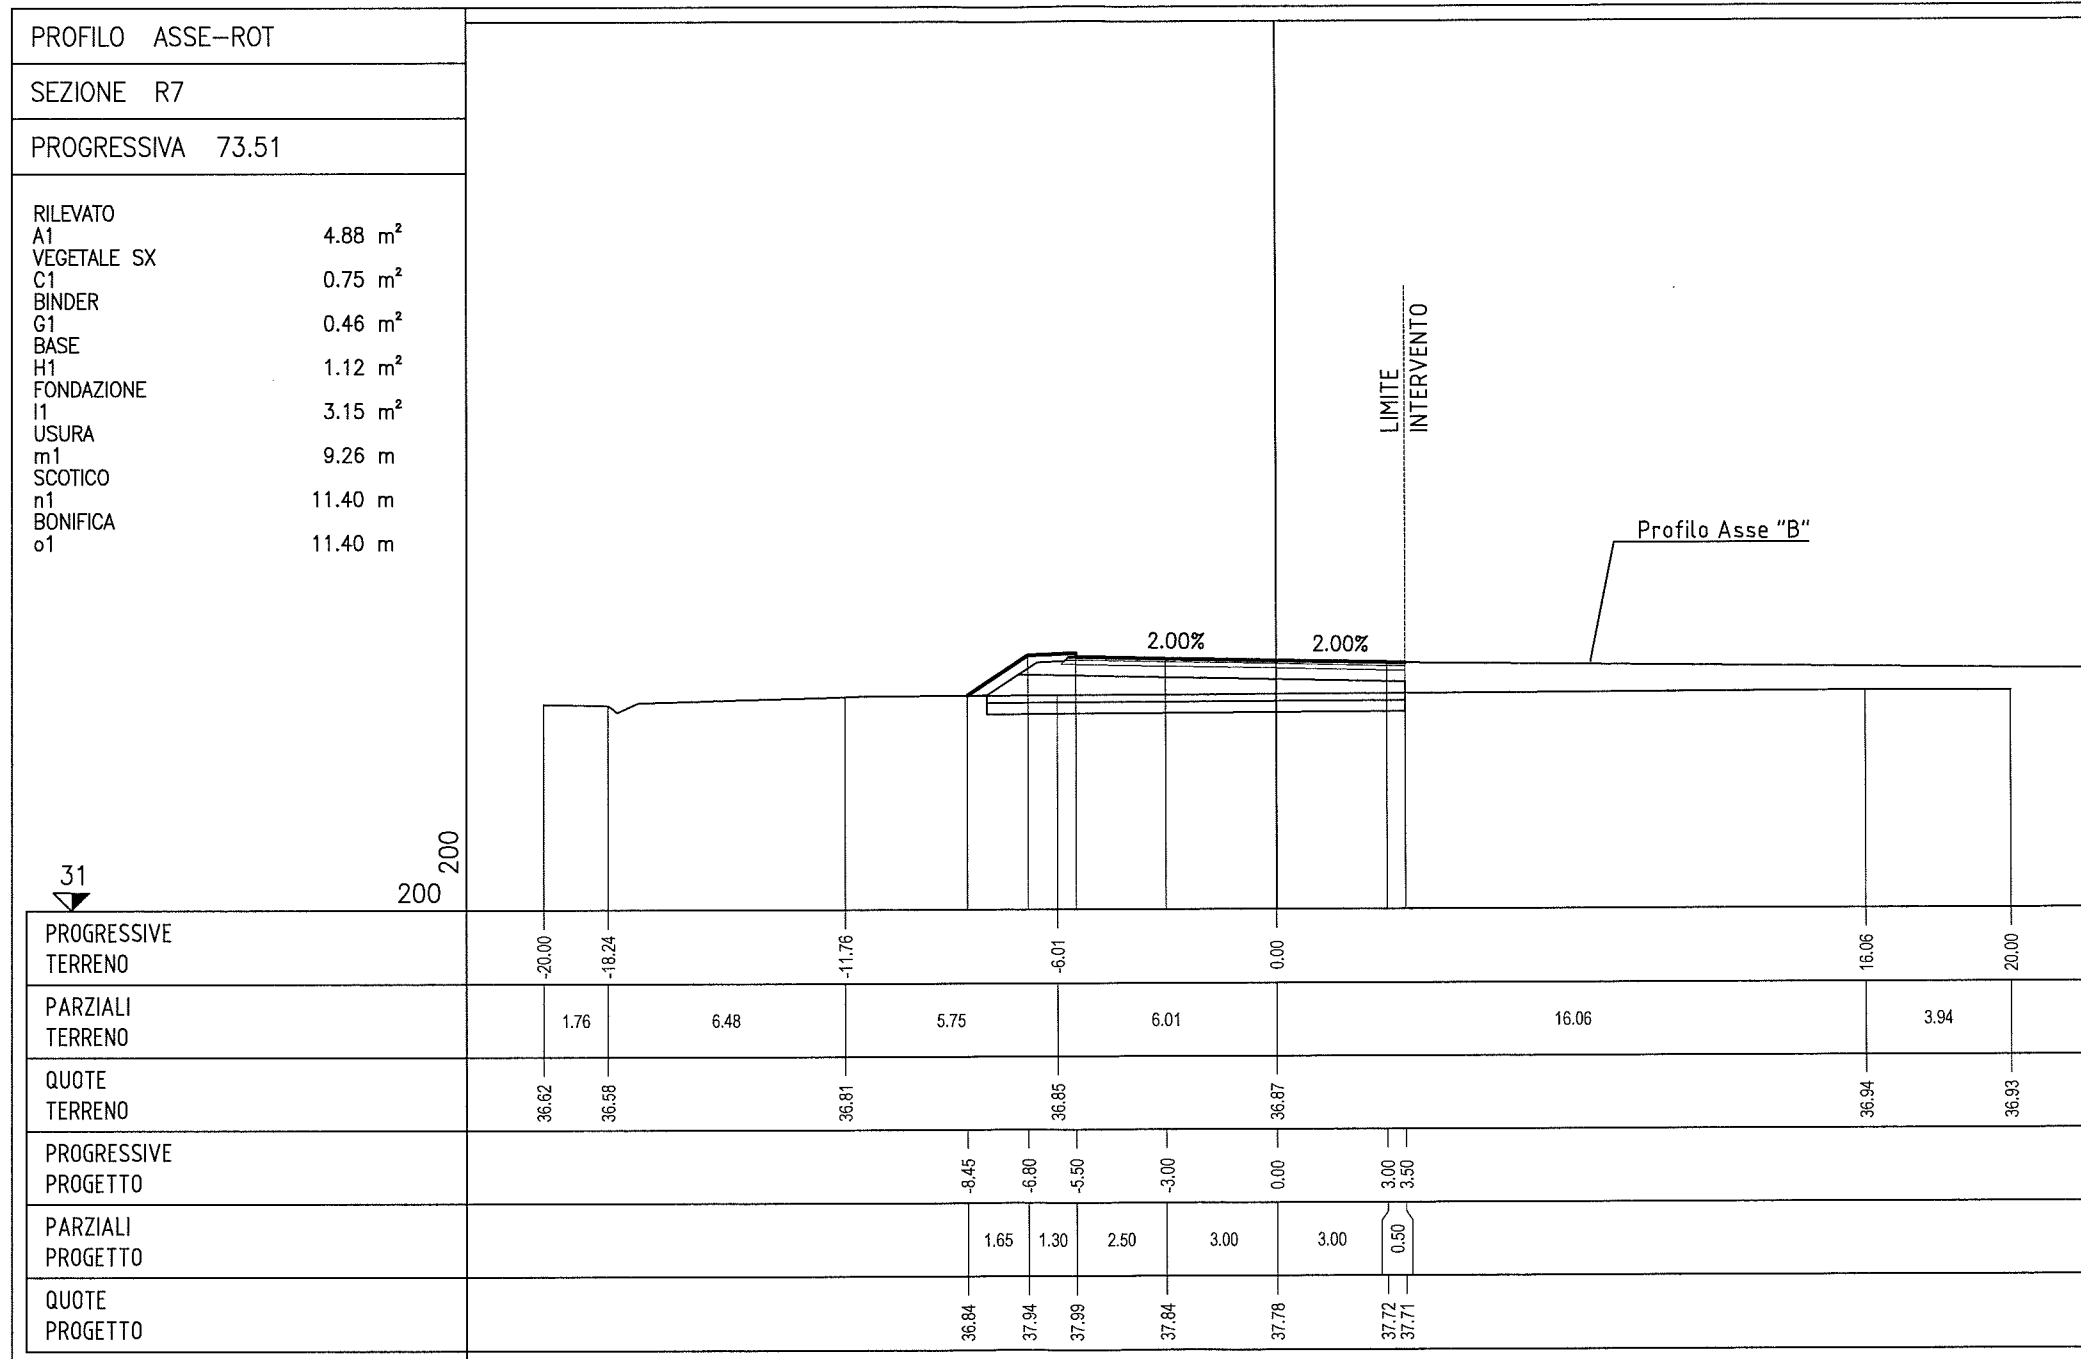 PROFILO ASSE-ROT
SEZIONE R7
PROGRESSIVA 73.51
RILEVATO
A1 4.88 m²
VEGETALE SX
C1 0.75 m²
BINDER
G1 0.46 m²
BASE
H1 1.12 m²
FONDAZIONE
I1 3.15 m²
USURA
m1 9.26 m
SCOTICO
n1 11.40 m
BONIFICA
o1 11.40 m
LIMITE
INTERVENTO
Profilo Asse "B"
2.00% 2.00%
31
200
200
PROGRESSIVE
TERRENO
-20.00 -18.24 -11.76 -6.01 0.00 16.06 20.00
PARZIALI
TERRENO
1.76 6.48 5.75 6.01 16.06 3.94
QUOTE
TERRENO
36.62 36.58 36.81 36.85 36.87 36.94 36.93
PROGRESSIVE
PROGETTO
-8.45 -6.80 -5.50 -3.00 0.00 3.00 3.50
PARZIALI
PROGETTO
1.65 1.30 2.50 3.00 3.00 0.50
QUOTE
PROGETTO
36.84 37.94 37.99 37.84 37.78 37.72 37.71